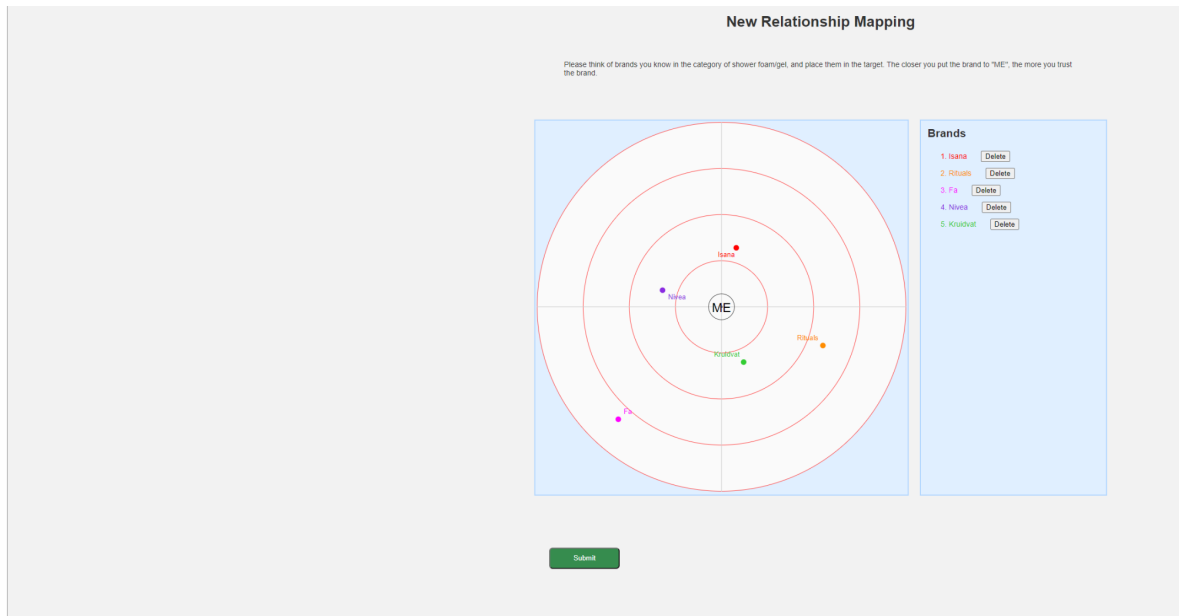 New Relationship Mapping
Please think of brands you know in the category of shower foam/gel, and place them in the target. The closer you put the brand to "ME", the more you trust
the brand.
Brands
1. Isana Delete
2. Rituals Delete
3. Fa Delete
4. Nivea Delete
5. Kruidvat Delete
Isana
Nivea
ME
Rituals
Kruidvat
Fa
Submit